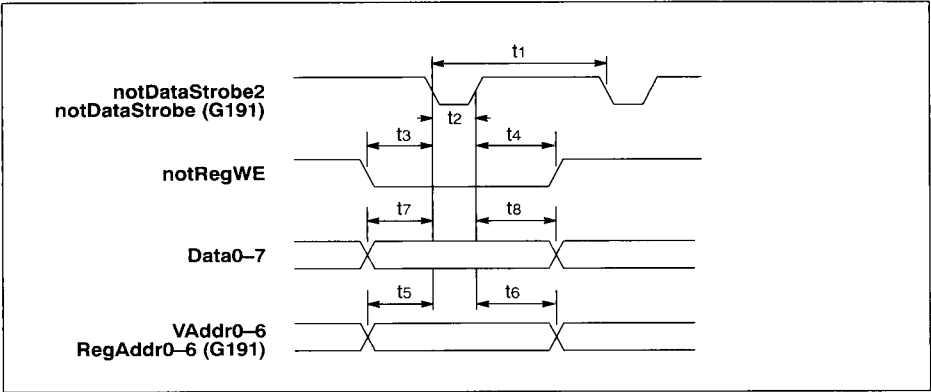 t1
notDataStrobe2
notDataStrobe (G191)
t2
t3
t4
notRegWE
t7
t8
Data0–7
t5
t6
VAddr0–6
RegAddr0–6 (G191)